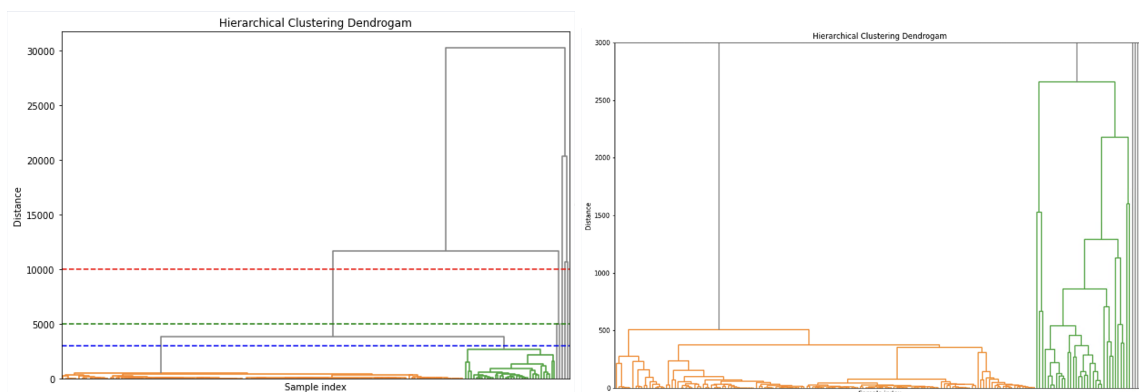 Hierarchical Clustering Dendrogam
30000
25000
20000
15000
10000
5000
0
Distance
Sample index
Hierarchical Clustering Dendrogam
3000
2500
2000
1500
1000
500
0
Distance